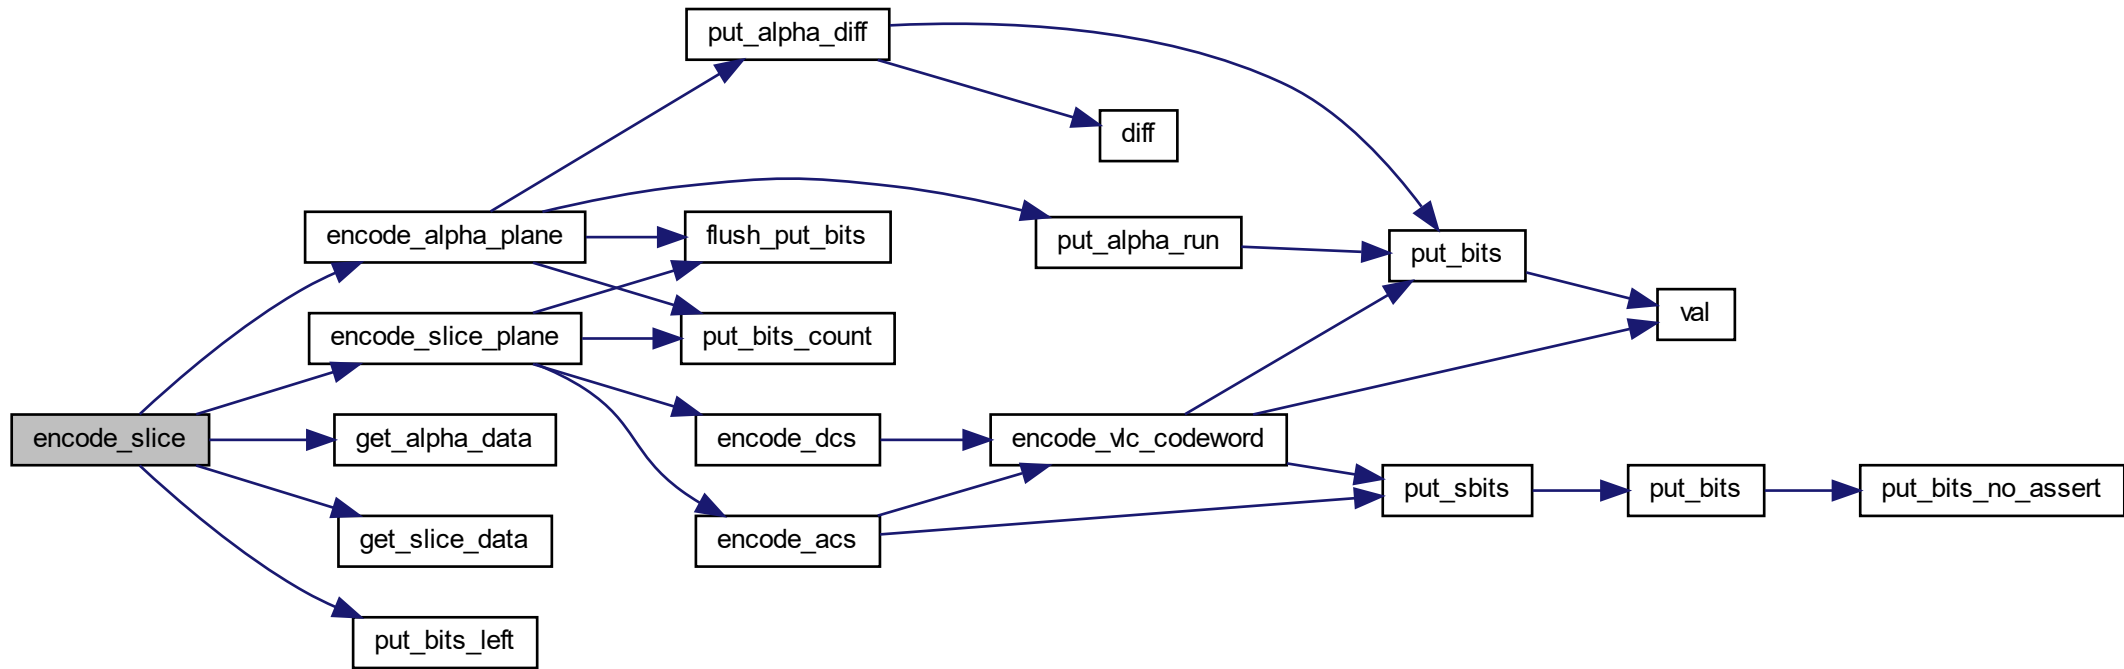 put_alpha_diff
diff
encode_alpha_plane
flush_put_bits
put_alpha_run
put_bits
val
encode_slice_plane
put_bits_count
encode_slice
get_alpha_data
encode_dcs
encode_vlc_codeword
put_sbits
put_bits
put_bits_no_assert
get_slice_data
encode_acs
put_bits_left